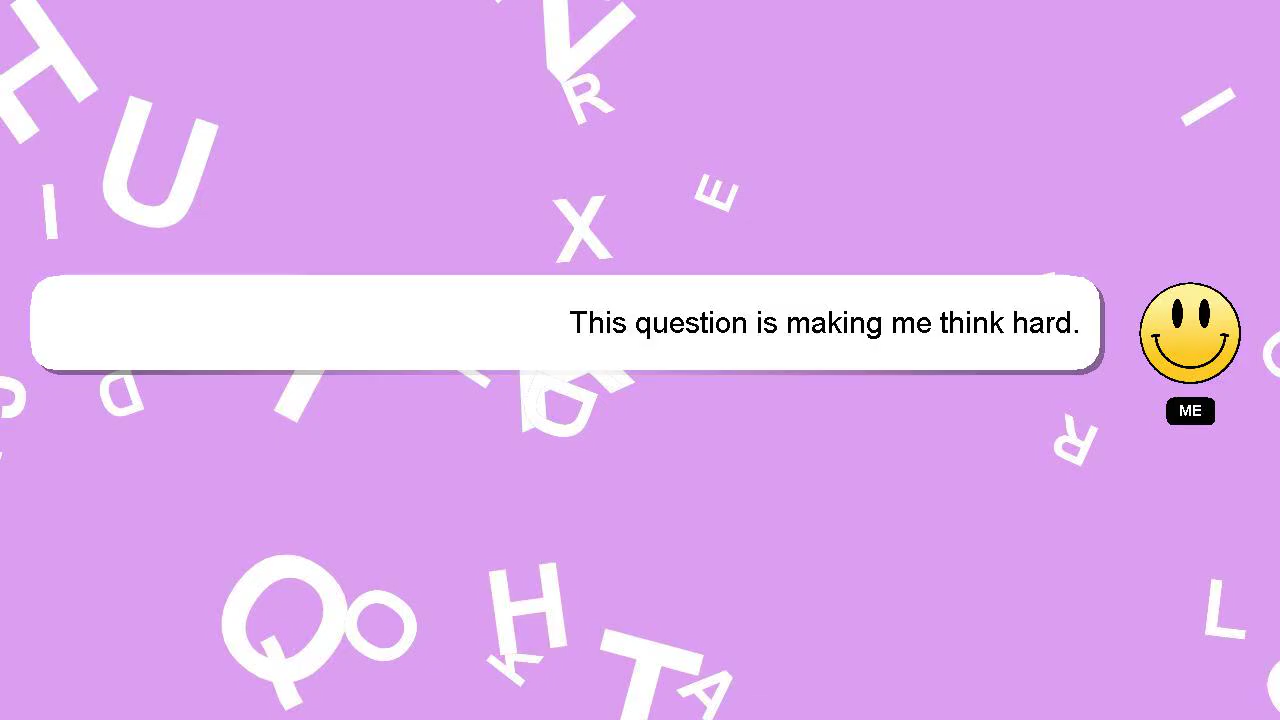 H
V
U
R
I
E
I
X
This question is making me think hard.
ME
S
D
I
D
R
Q
O
H
K
T
A
L